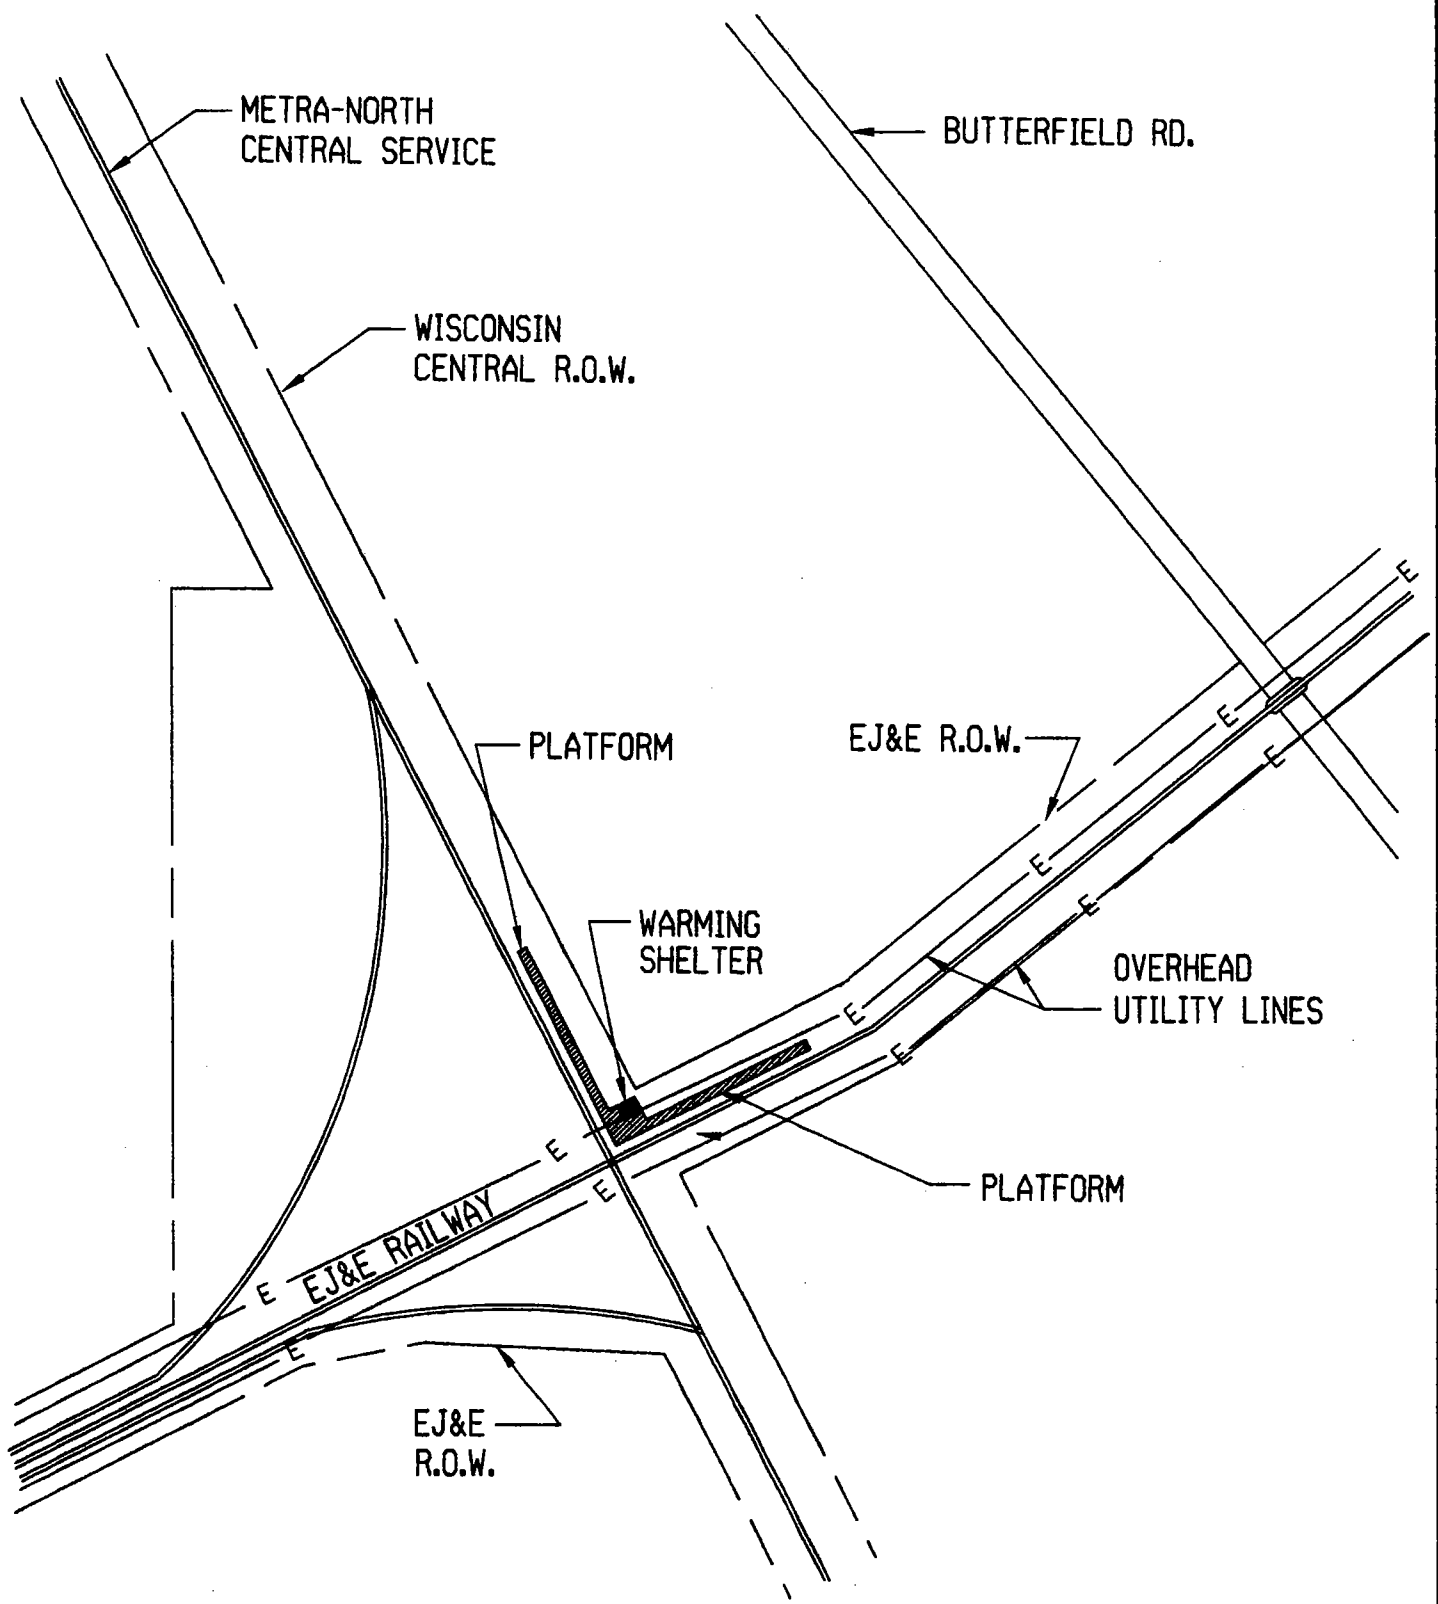 METRA-NORTH
CENTRAL SERVICE
BUTTERFIELD RD.
WISCONSIN
CENTRAL R.O.W.
E
PLATFORM
EJ&E R.O.W.
E
E
E
WARMING
SHELTER
E
OVERHEAD
UTILITY LINES
E
E
E
E
PLATFORM
E
EJ&E RAILWAY
E
E
EJ&E
R.O.W.